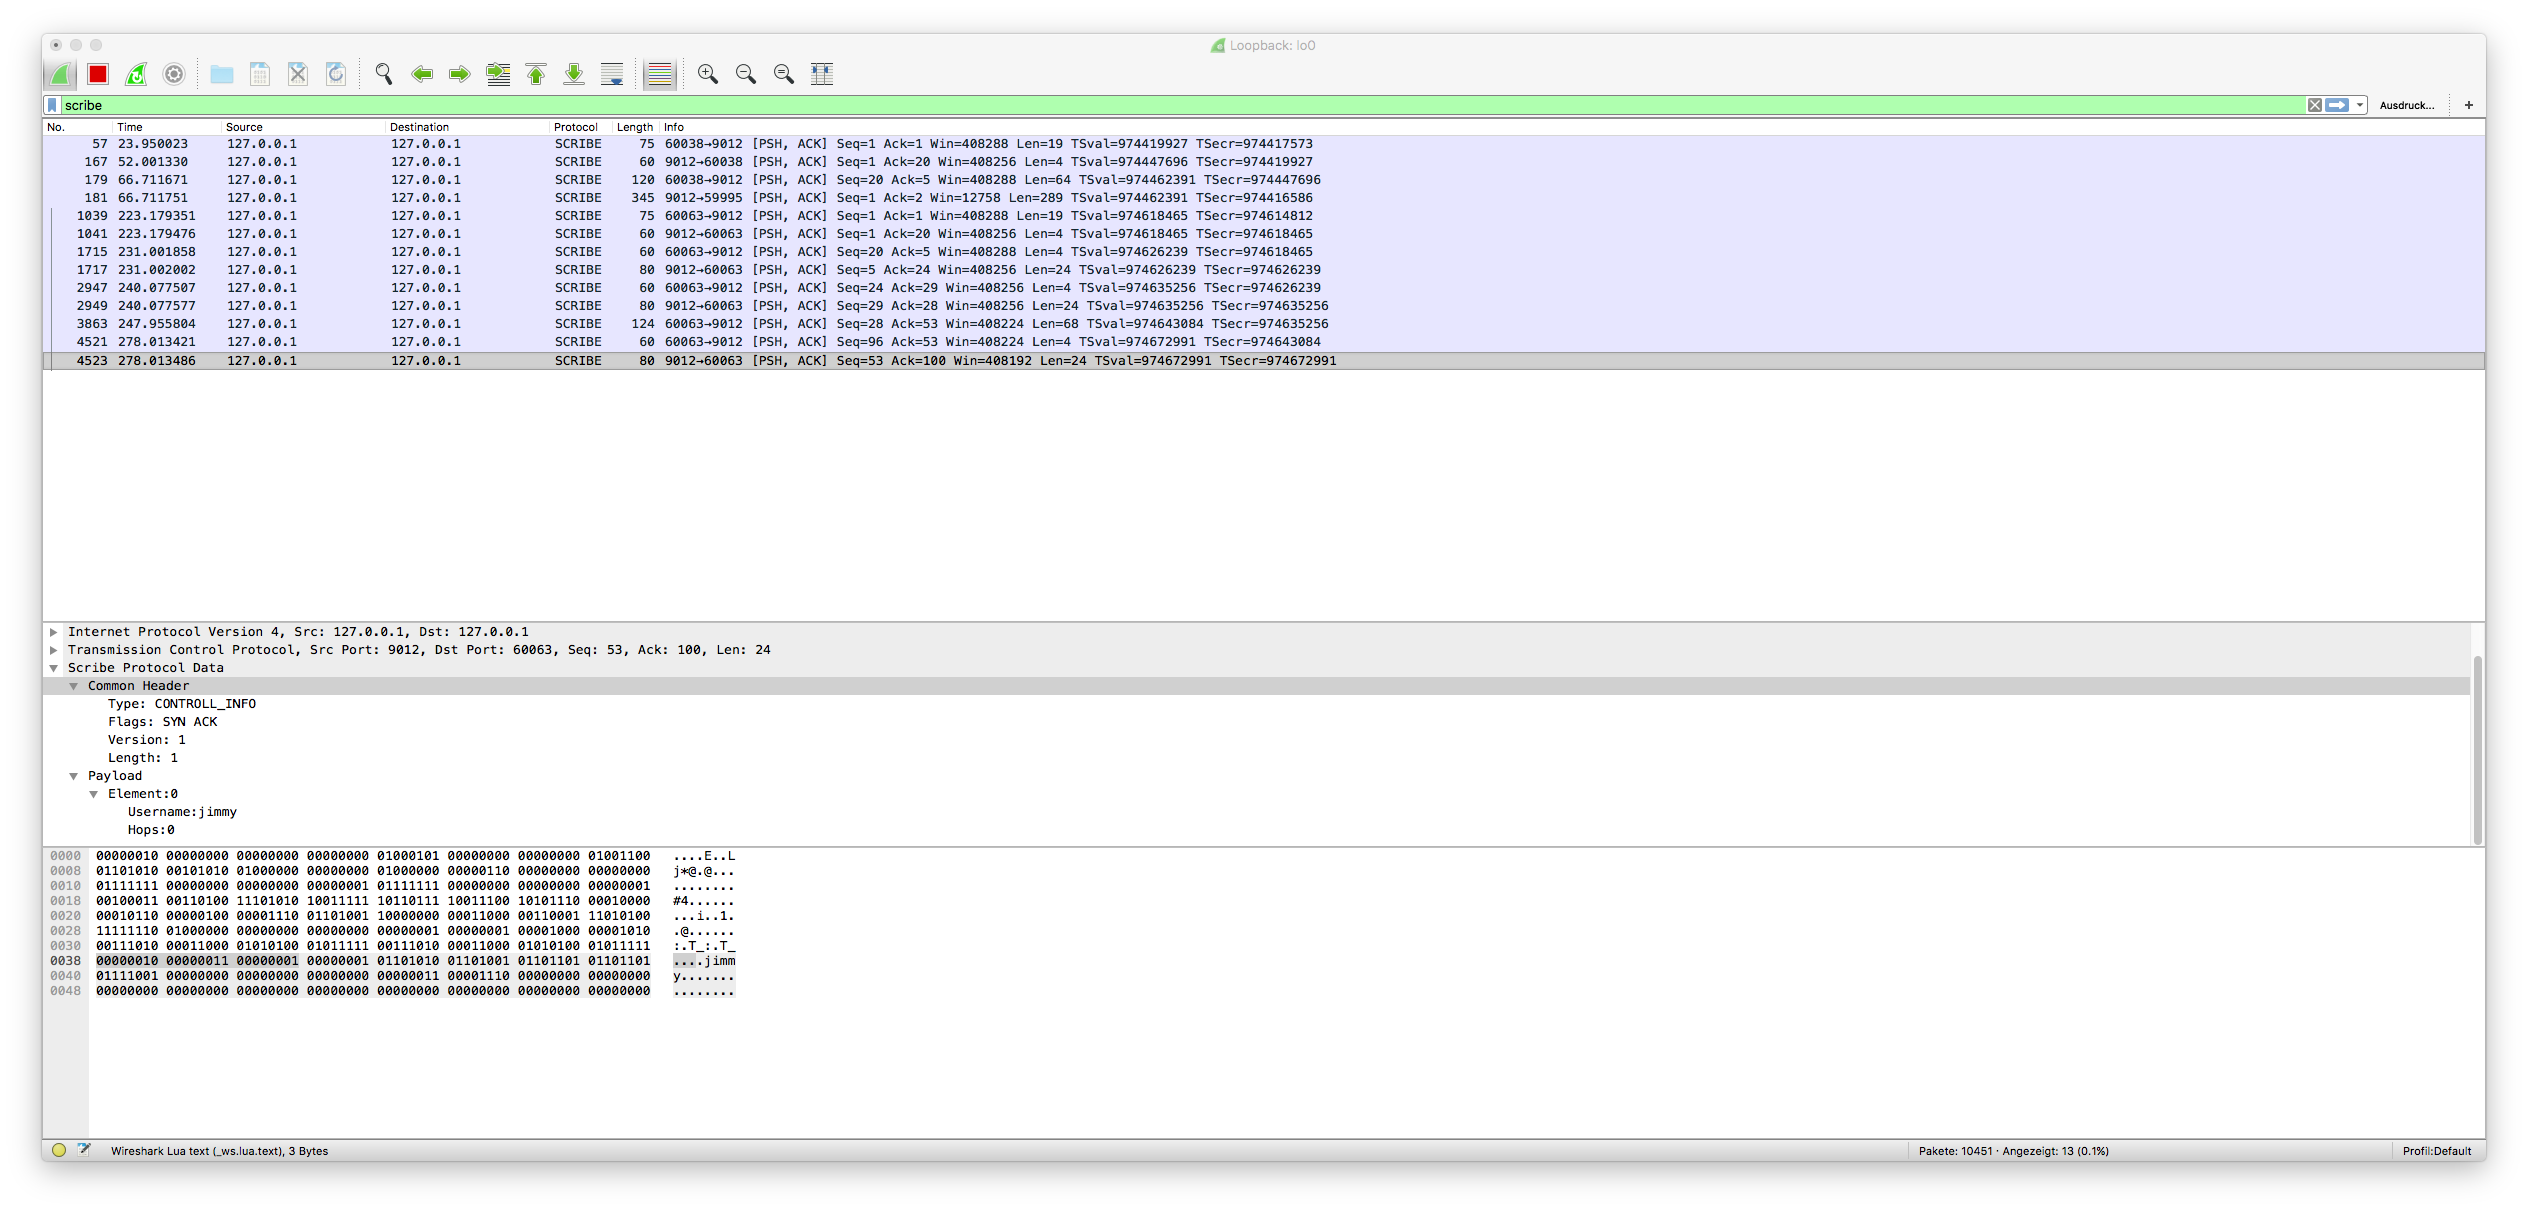 Loopback: lo0
scribe
Ausdruck... +
No. Time Source Destination Protocol Length Info
57 23.950023 127.0.0.1 127.0.0.1 SCRIBE 75 60038→9012 [PSH, ACK] Seq=1 Ack=1 Win=408288 Len=19 TSval=974419927 TSecr=974417573
167 52.001330 127.0.0.1 127.0.0.1 SCRIBE 60 9012→60038 [PSH, ACK] Seq=1 Ack=20 Win=408256 Len=4 TSval=974447696 TSecr=974419927
179 66.711671 127.0.0.1 127.0.0.1 SCRIBE 120 60038→9012 [PSH, ACK] Seq=20 Ack=5 Win=408288 Len=64 TSval=974462391 TSecr=974447696
181 66.711751 127.0.0.1 127.0.0.1 SCRIBE 345 9012→59995 [PSH, ACK] Seq=1 Ack=2 Win=12758 Len=289 TSval=974462391 TSecr=974416586
1039 223.179351 127.0.0.1 127.0.0.1 SCRIBE 75 60063→9012 [PSH, ACK] Seq=1 Ack=1 Win=408288 Len=19 TSval=974618465 TSecr=974614812
1041 223.179476 127.0.0.1 127.0.0.1 SCRIBE 60 9012→60063 [PSH, ACK] Seq=1 Ack=20 Win=408256 Len=4 TSval=974618465 TSecr=974618465
1715 231.001858 127.0.0.1 127.0.0.1 SCRIBE 60 60063→9012 [PSH, ACK] Seq=20 Ack=5 Win=408288 Len=4 TSval=974626239 TSecr=974618465
1717 231.002002 127.0.0.1 127.0.0.1 SCRIBE 80 9012→60063 [PSH, ACK] Seq=5 Ack=24 Win=408256 Len=24 TSval=974626239 TSecr=974626239
2947 240.077507 127.0.0.1 127.0.0.1 SCRIBE 60 60063→9012 [PSH, ACK] Seq=24 Ack=29 Win=408256 Len=4 TSval=974635256 TSecr=974626239
2949 240.077577 127.0.0.1 127.0.0.1 SCRIBE 80 9012→60063 [PSH, ACK] Seq=29 Ack=28 Win=408256 Len=24 TSval=974635256 TSecr=974635256
3863 247.955804 127.0.0.1 127.0.0.1 SCRIBE 124 60063→9012 [PSH, ACK] Seq=28 Ack=53 Win=408224 Len=68 TSval=974643084 TSecr=974635256
4521 278.013421 127.0.0.1 127.0.0.1 SCRIBE 60 60063→9012 [PSH, ACK] Seq=96 Ack=53 Win=408224 Len=4 TSval=974672991 TSecr=974643084
4523 278.013486 127.0.0.1 127.0.0.1 SCRIBE 80 9012→60063 [PSH, ACK] Seq=53 Ack=100 Win=408192 Len=24 TSval=974672991 TSecr=974672991
Internet Protocol Version 4, Src: 127.0.0.1, Dst: 127.0.0.1
Transmission Control Protocol, Src Port: 9012, Dst Port: 60063, Seq: 53, Ack: 100, Len: 24
Scribe Protocol Data
Common Header
Type: CONTROLL_INFO
Flags: SYN ACK
Version: 1
Length: 1
Payload
Element:0
Username:jimmy
Hops:0
0000 00000010 00000000 00000000 00000000 01000101 00000000 00000000 01001100 ....E..L
0008 01101010 00101010 01000000 00000000 01000000 00000110 00000000 00000000 j*@.@...
0010 01111111 00000000 00000000 00000001 01111111 00000000 00000000 00000001 ........
0018 00100011 00110100 11101010 10011111 10110111 10011100 10101110 00010000 #4......
0020 00010110 00000100 00001110 01101001 10000000 00011000 00110001 11010100 ...i..1.
0028 11111110 01000000 00000000 00000000 00000001 00000001 00001000 00001010 .@......
0030 00111010 00011000 01010100 01011111 00111010 00011000 01010100 01011111 :.T_:.T_
0038 00000010 00000011 00000001 00000001 01101010 01101001 01101101 01101101 ....jimm
0040 01111001 00000000 00000000 00000000 00000011 00001110 00000000 00000000 y.......
0048 00000000 00000000 00000000 00000000 00000000 00000000 00000000 00000000 ........
Wireshark Lua text (_ws.lua.text), 3 Bytes
Pakete: 10451 · Angezeigt: 13 (0.1%)
Profil:Default